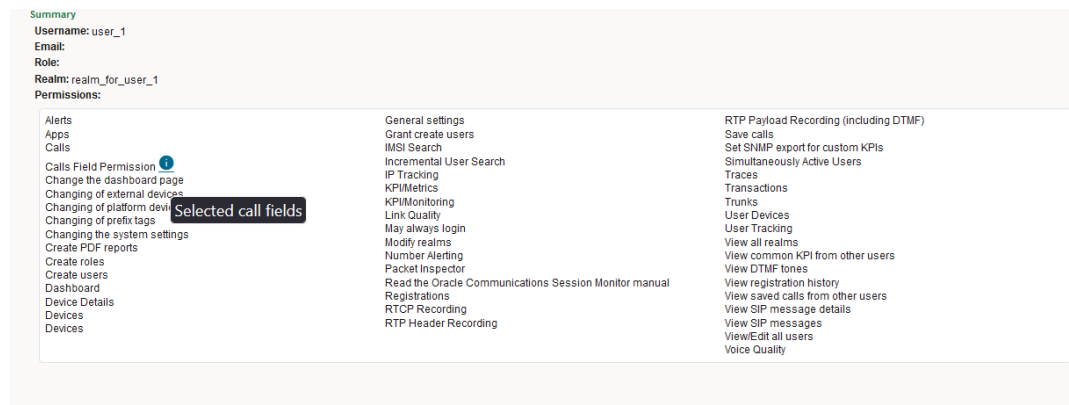 Summary
Username: user_1
Email:
Role:
Realm: realm_for_user_1
Permissions:
Alerts
Apps
Calls
Calls Field Permission i
Change the dashboard page
Changing of external devices
Changing of platform
Selected call fields
Changing of prefix tags
Changing the system settings
Create PDF reports
Create roles
Create users
Dashboard
Device Details
Devices
Devices
General settings
Grant create users
IMSI Search
Incremental User Search
IP Tracking
KPI/Metrics
KPI/Monitoring
Link Quality
May always login
Modify realms
Number Alerting
Packet Inspector
Read the Oracle Communications Session Monitor manual
Registrations
RTCP Recording
RTP Header Recording
RTP Payload Recording (including DTMF)
Save calls
Set SNMP export for custom KPIs
Simultaneously Active Users
Traces
Transactions
Trunks
User Devices
User Tracking
View all realms
View common KPI from other users
View DTMF tones
View registration history
View saved calls from other users
View SIP message details
View SIP messages
View/Edit all users
Voice Quality